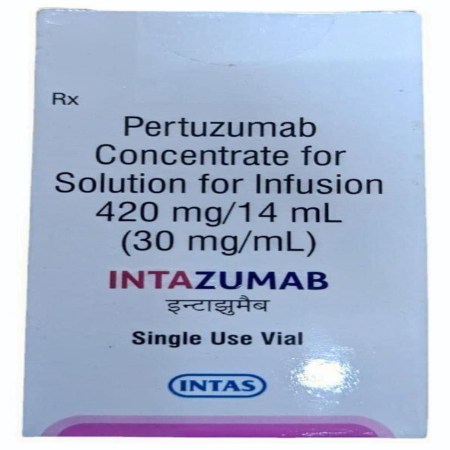 Rx
Pertuzumab
Concentrate for
Solution for Infusion
420 mg/14 mL
(30 mg/mL)
INTAZUMAB
इन्टाझुमैब
Single Use Vial
INTAS